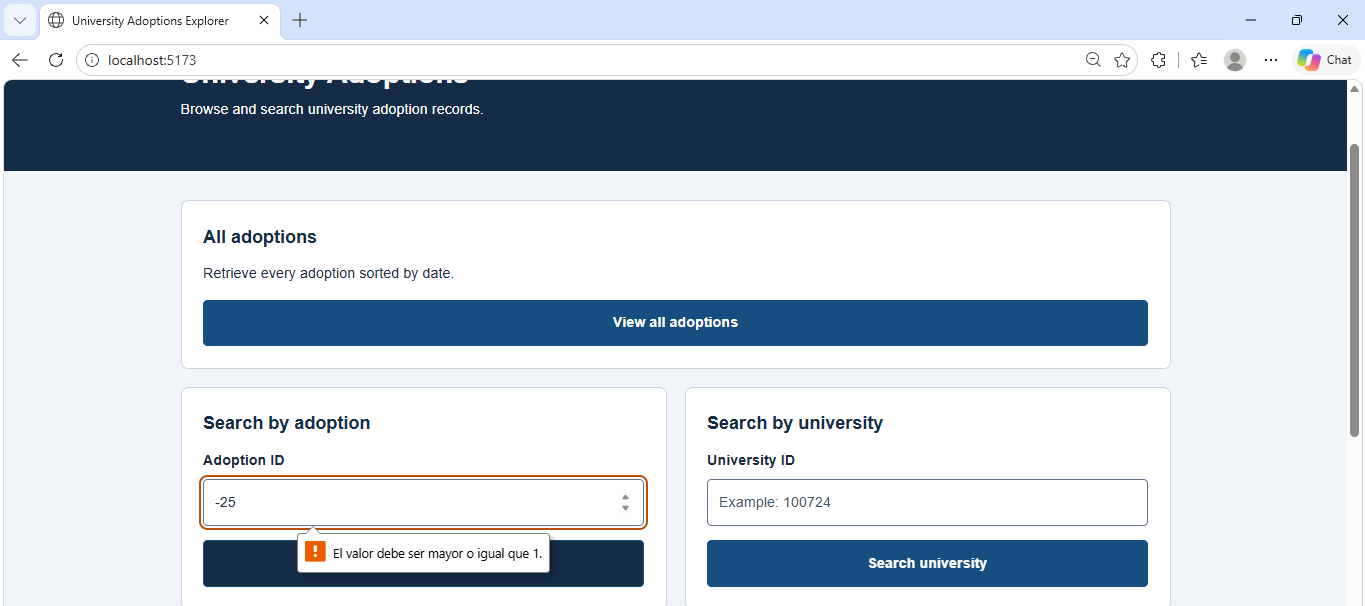 University Adoptions Explorer
localhost:5173
Chat
University Adoptions
Browse and search university adoption records.
All adoptions
Retrieve every adoption sorted by date.
View all adoptions
Search by adoption
Search by university
Adoption ID
University ID
-25
Example: 100724
El valor debe ser mayor o igual que 1.
Search university